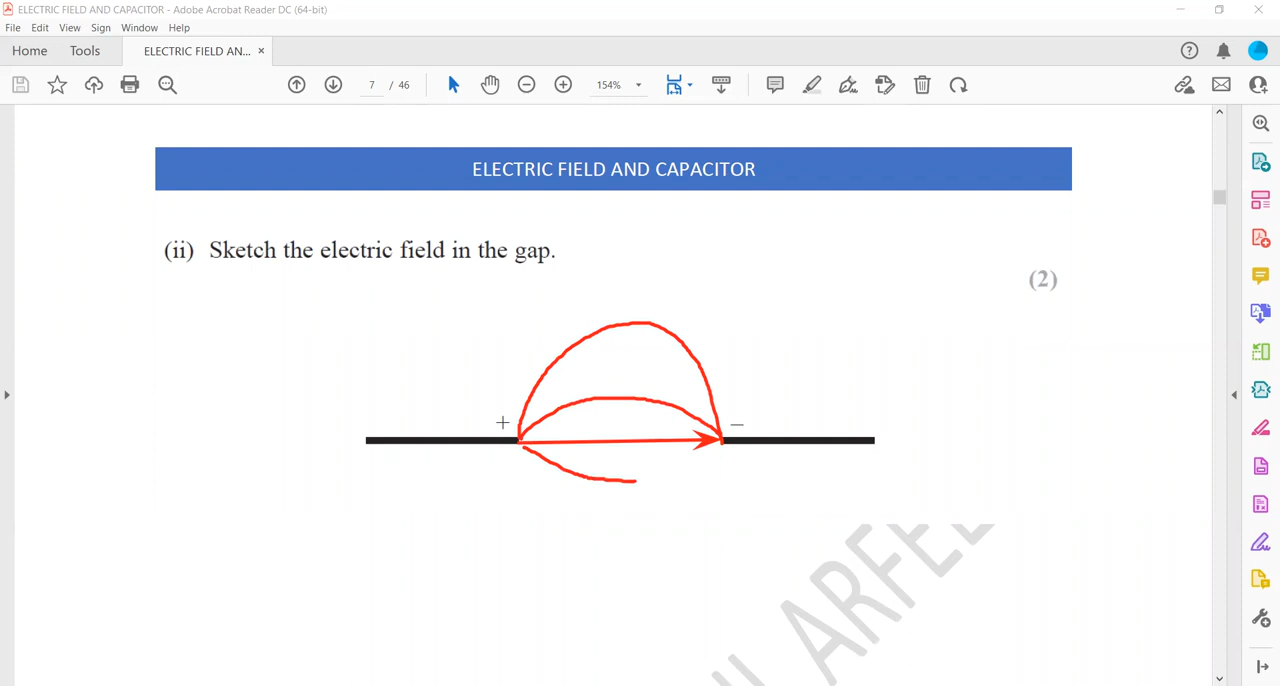 ELECTRIC FIELD AND CAPACITOR - Adobe Acrobat Reader DC (64-bit)
File Edit View Sign Window Help
Home Tools ELECTRIC FIELD AN... ×
7 / 46 154%
ELECTRIC FIELD AND CAPACITOR
(ii) Sketch the electric field in the gap.
(2)
+ −